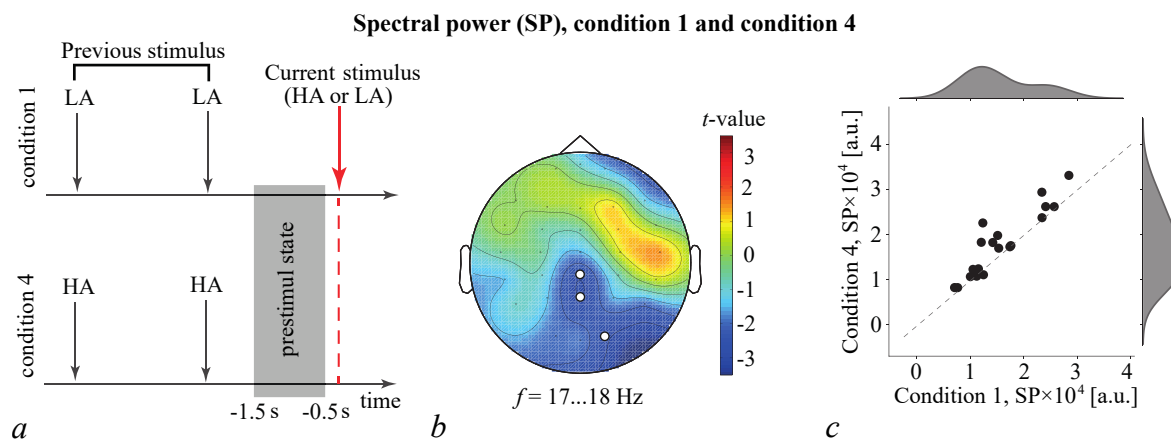 Spectral power (SP), condition 1 and condition 4
Previous stimulus
LA
LA
Current stimulus
(HA or LA)
condition 1
HA
HA
condition 4
prestimul state
-1.5 s
-0.5 s
time
a
t-value
3
2
1
0
-1
-2
-3
f = 17...18 Hz
b
Condition 4, SP×10⁴ [a.u.]
4
3
2
1
0
0
1
2
3
4
Condition 1, SP×10⁴ [a.u.]
c